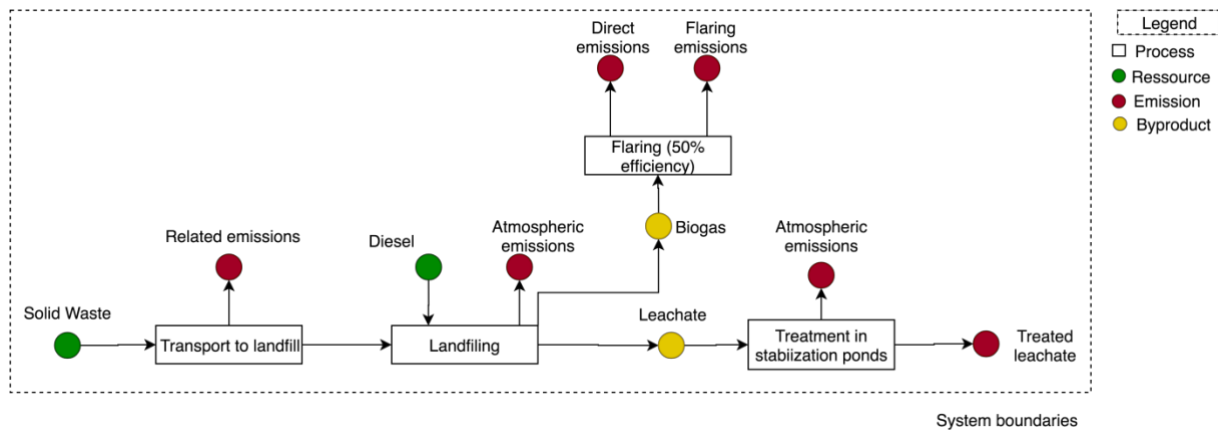 Direct
emissions
Flaring
emissions
Legend
Process
Ressource
Emission
Byproduct
Flaring (50%
efficiency)
Related emissions
Diesel
Atmospheric
emissions
Biogas
Atmospheric
emissions
Solid Waste
Leachate
Transport to landfill
Landfiling
Treatment in
stabiization ponds
Treated
leachate
System boundaries